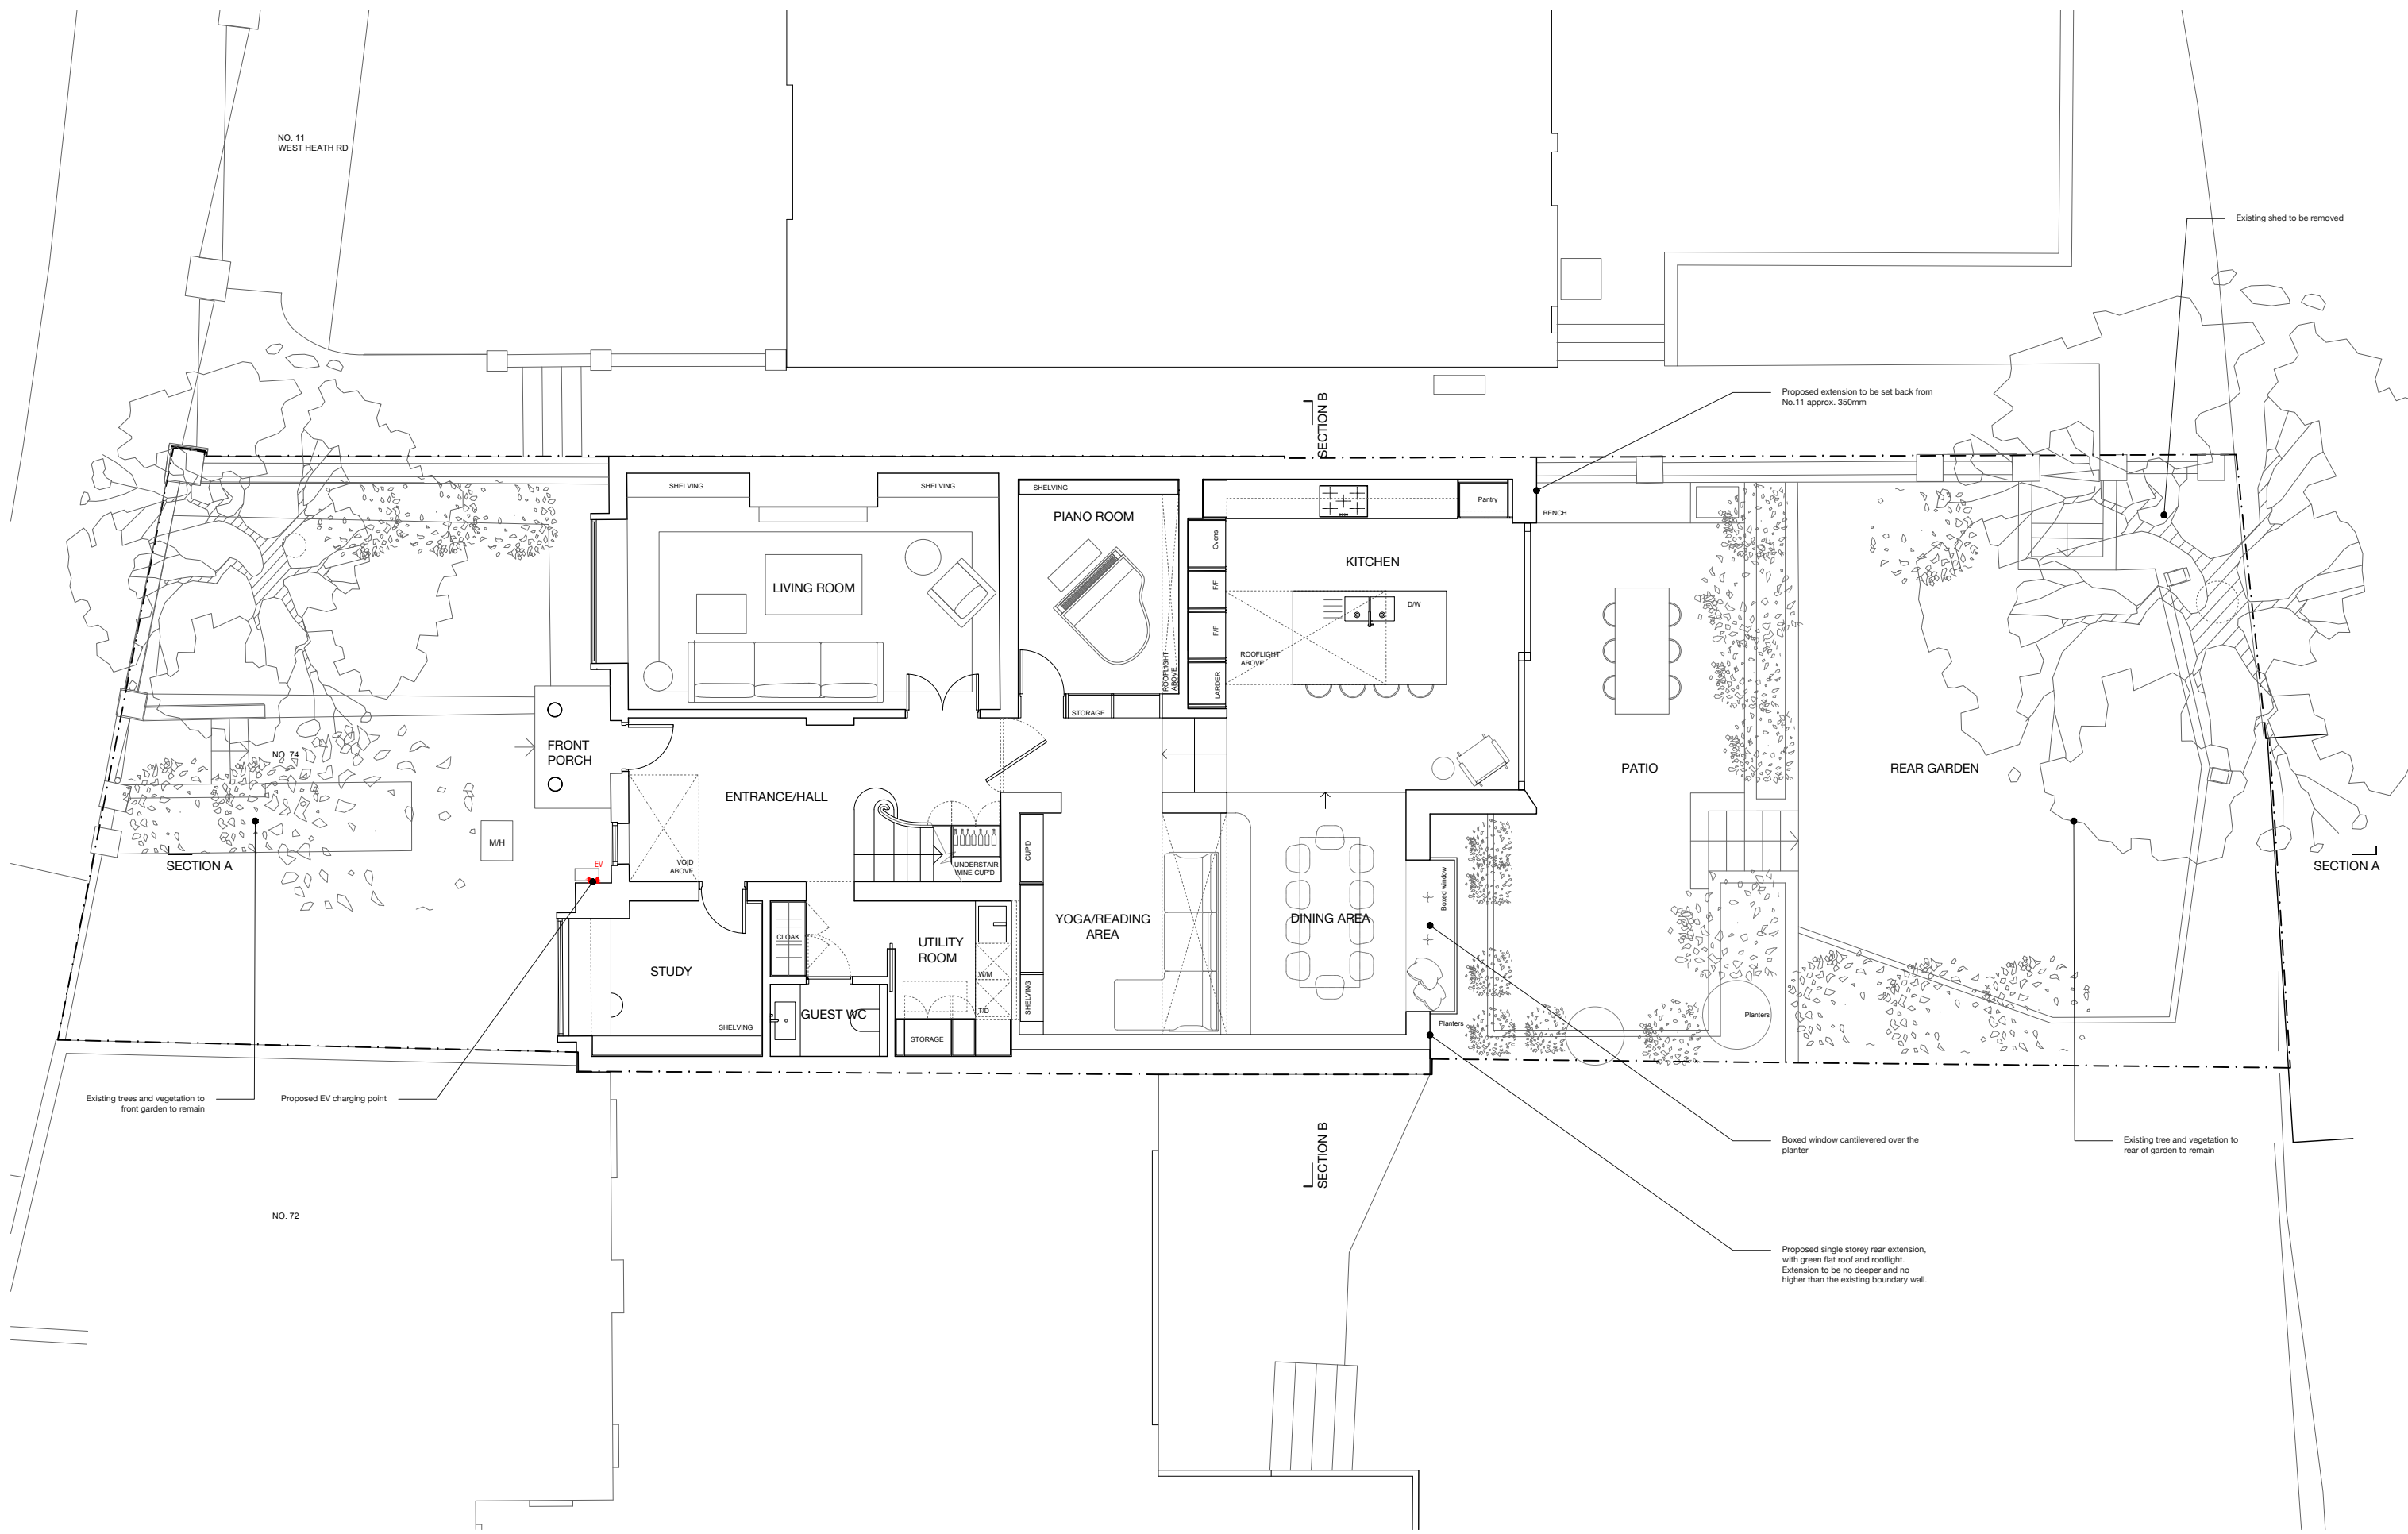 NO. 11
WEST HEATH RD
Existing shed to be removed
Proposed extension to be set back from
No.11 approx. 350mm
SECTION B
SHELVING
SHELVING
SHELVING
PIANO ROOM
Pantry
BENCH
Ovens
KITCHEN
LIVING ROOM
F/F
D/W
F/F
ROOFLIGHT
ABOVE
ROOFLIGHT
ABOVE
LARDER
STORAGE
FRONT
PORCH
NO. 74
PATIO
REAR GARDEN
ENTRANCE/HALL
M/H
SECTION A
EV
VOID
ABOVE
UNDERSTAIR
WINE CUP'D
CUP'D
Boxed window
SECTION A
YOGA/READING
AREA
DINING AREA
CLOAK
UTILITY
ROOM
STUDY
W/M
T/D
SHELVING
GUEST WC
SHELVING
STORAGE
Planters
Planters
Existing trees and vegetation to
front garden to remain
Proposed EV charging point
SECTION B
Boxed window cantilevered over the
planter
Existing tree and vegetation to
rear of garden to remain
NO. 72
Proposed single storey rear extension,
with green flat roof and rooflight.
Extension to be no deeper and no
higher than the existing boundary wall.